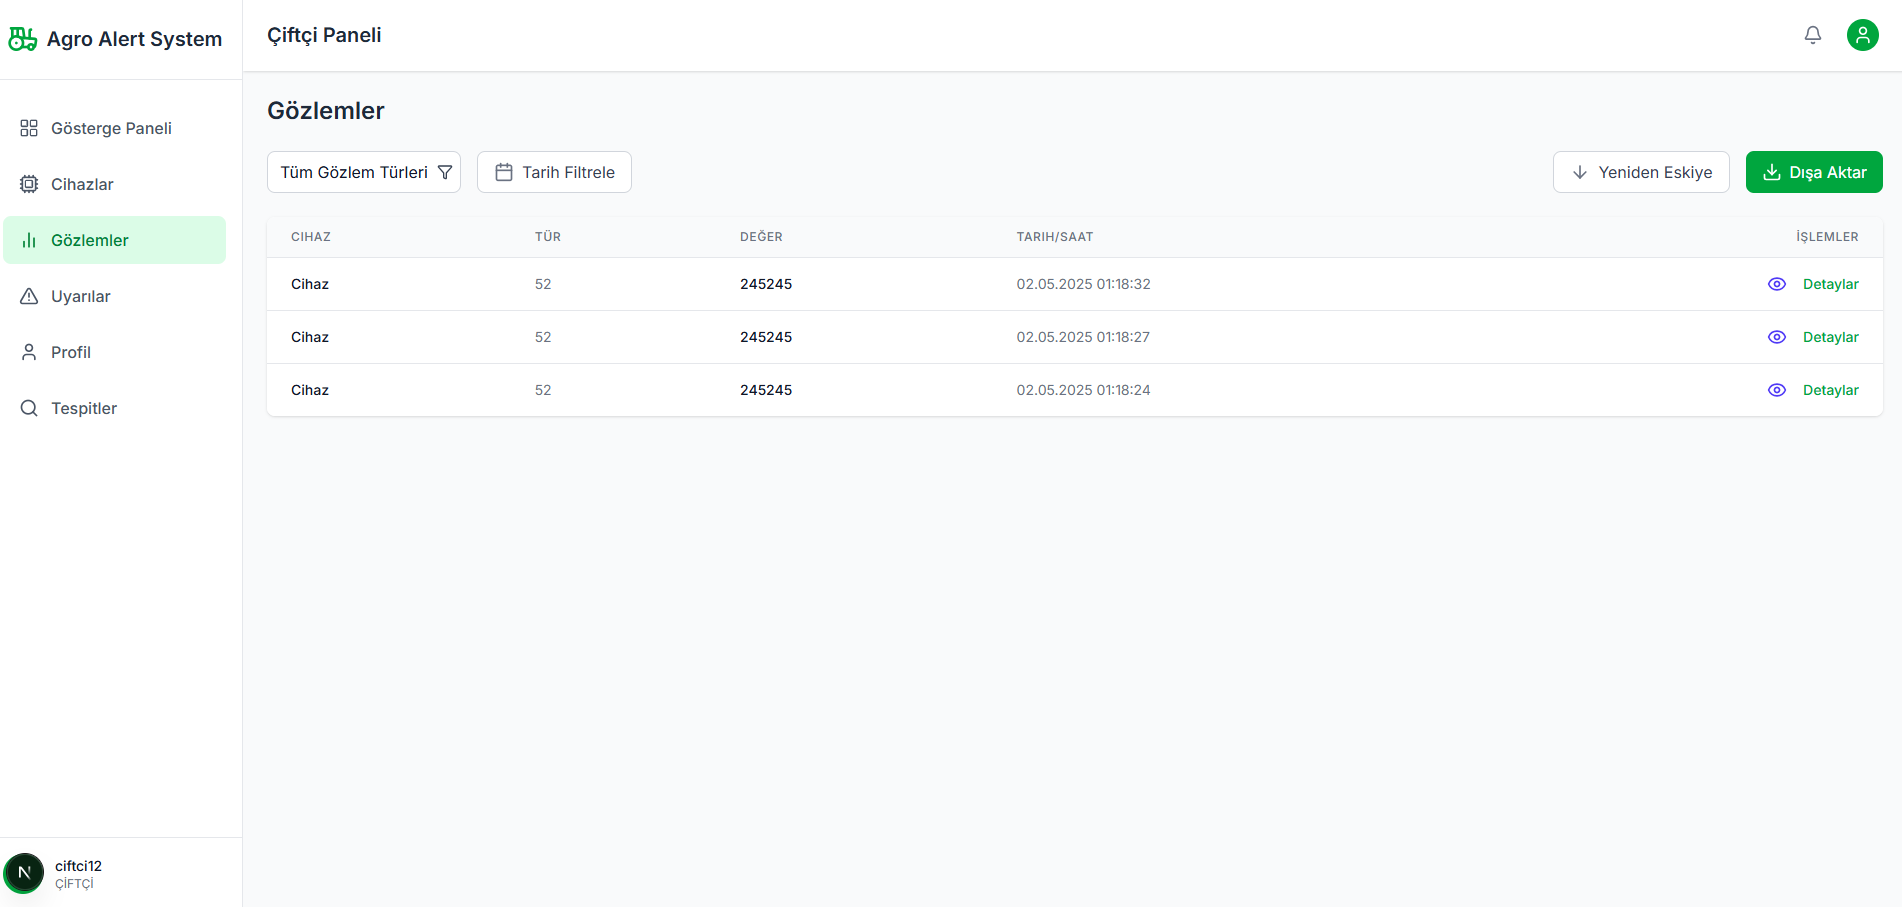 Agro Alert System
Çiftçi Paneli
Gösterge Paneli
Cihazlar
Gözlemler
Uyarılar
Profil
Tespitler
Gözlemler
Tüm Gözlem Türleri
Tarih Filtrele
Yeniden Eskiye
Dışa Aktar
CIHAZ TÜR DEĞER TARIH/SAAT İŞLEMLER
Cihaz 52 245245 02.05.2025 01:18:32 Detaylar
Cihaz 52 245245 02.05.2025 01:18:27 Detaylar
Cihaz 52 245245 02.05.2025 01:18:24 Detaylar
N
ciftci12
ÇİFTÇİ